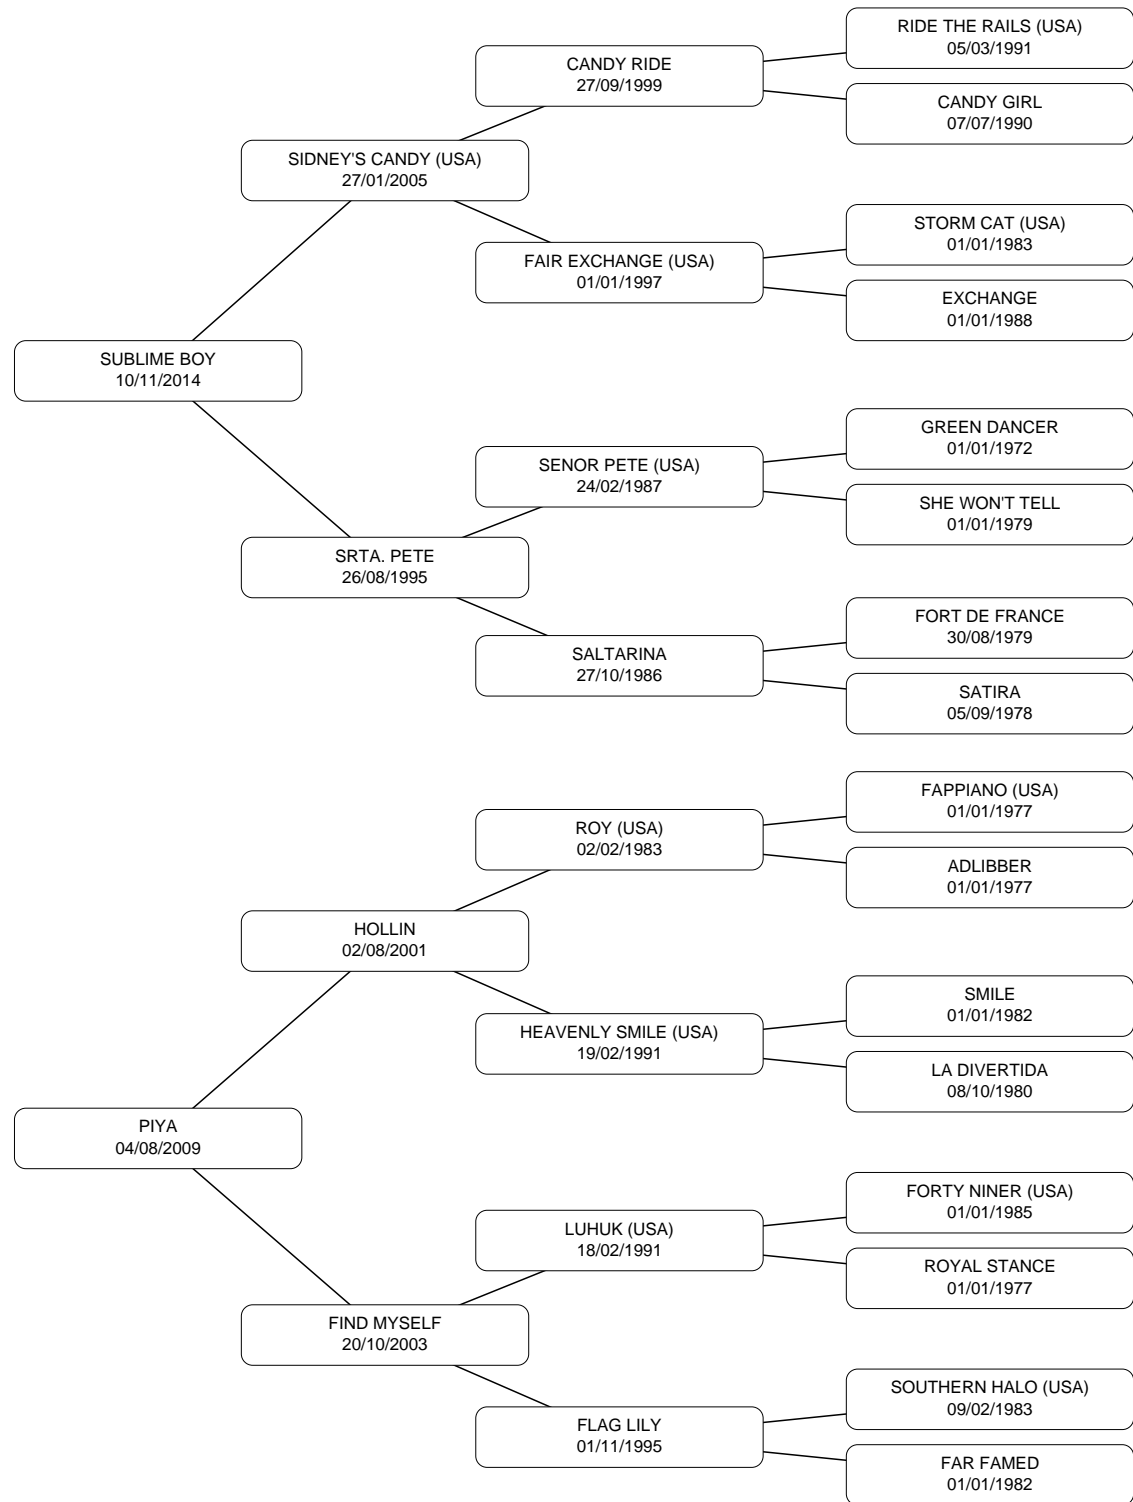 RIDE THE RAILS (USA)
05/03/1991
CANDY RIDE
27/09/1999
CANDY GIRL
07/07/1990
SIDNEY'S CANDY (USA)
27/01/2005
STORM CAT (USA)
01/01/1983
FAIR EXCHANGE (USA)
01/01/1997
EXCHANGE
01/01/1988
SUBLIME BOY
10/11/2014
GREEN DANCER
01/01/1972
SENOR PETE (USA)
24/02/1987
SHE WON'T TELL
01/01/1979
SRTA. PETE
26/08/1995
FORT DE FRANCE
30/08/1979
SALTARINA
27/10/1986
SATIRA
05/09/1978
FAPPIANO (USA)
01/01/1977
ROY (USA)
02/02/1983
ADLIBBER
01/01/1977
HOLLIN
02/08/2001
SMILE
01/01/1982
HEAVENLY SMILE (USA)
19/02/1991
LA DIVERTIDA
08/10/1980
PIYA
04/08/2009
FORTY NINER (USA)
01/01/1985
LUHUK (USA)
18/02/1991
ROYAL STANCE
01/01/1977
FIND MYSELF
20/10/2003
SOUTHERN HALO (USA)
09/02/1983
FLAG LILY
01/11/1995
FAR FAMED
01/01/1982